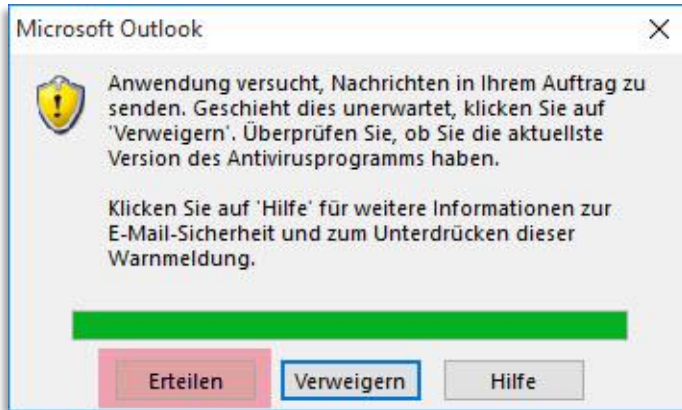 Microsoft Outlook
Anwendung versucht, Nachrichten in Ihrem Auftrag zu
senden. Geschieht dies unerwartet, klicken Sie auf
'Verweigern'. Überprüfen Sie, ob Sie die aktuellste
Version des Antivirusprogramms haben.
Klicken Sie auf 'Hilfe' für weitere Informationen zur
E-Mail-Sicherheit und zum Unterdrücken dieser
Warnmeldung.
Erteilen Verweigern Hilfe